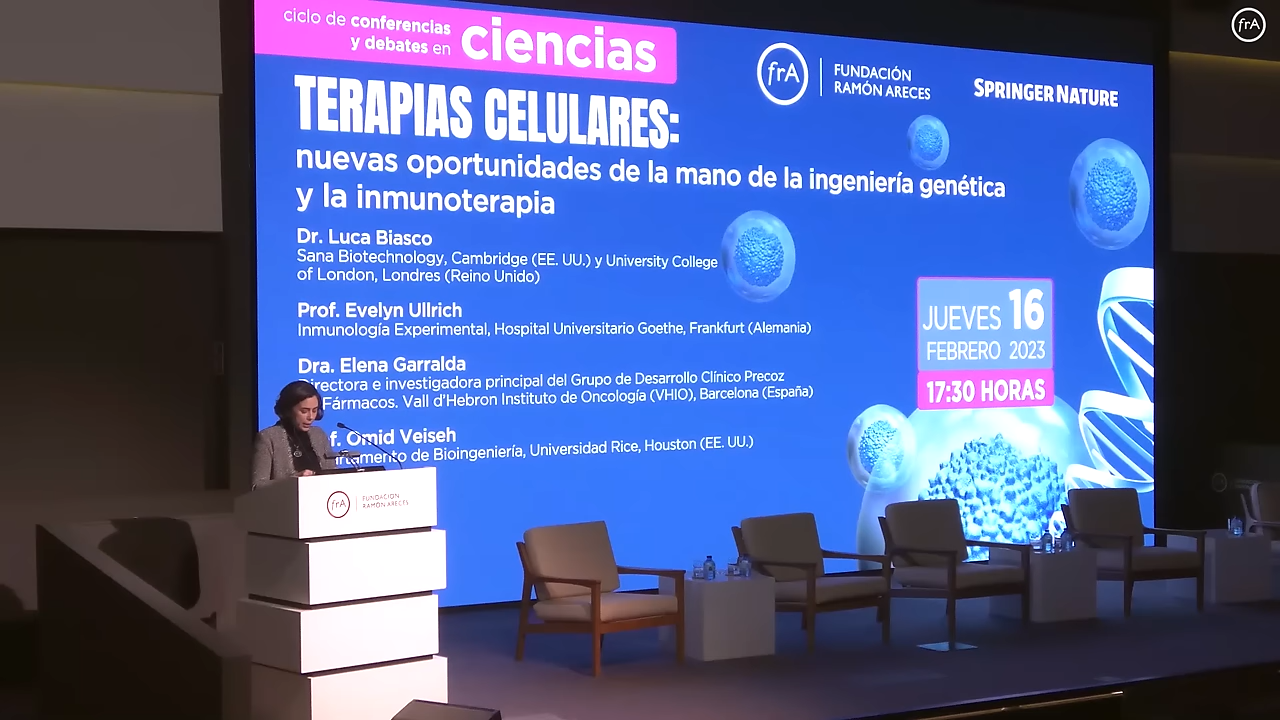 ciclo de conferencias
y debates en ciencias
frA
FUNDACIÓN
RAMÓN ARECES
SPRINGER NATURE
frA
TERAPIAS CELULARES:
nuevas oportunidades de la mano de la ingeniería genética
y la inmunoterapia
Dr. Luca Biasco
Sana Biotechnology, Cambridge (EE. UU.) y University College
of London, Londres (Reino Unido)
Prof. Evelyn Ullrich
Inmunología Experimental, Hospital Universitario Goethe, Frankfurt (Alemania)
Dra. Elena Garralda
Directora e investigadora principal del Grupo de Desarrollo Clínico Precoz
Fármacos. Vall d'Hebron Instituto de Oncología (VHIO), Barcelona (España)
Omid Veiseh
de Bioingeniería, Universidad Rice, Houston (EE. UU.)
JUEVES 16
FEBRERO 2023
17:30 HORAS
frA
FUNDACIÓN
RAMÓN ARECES